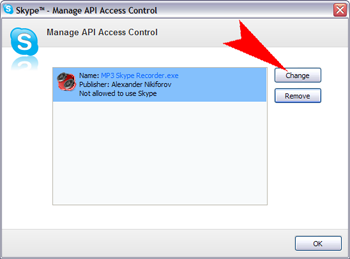 Skype™ - Manage API Access Control
Manage API Access Control
Name: MP3 Skype Recorder.exe
Publisher: Alexander Nikiforov
Not allowed to use Skype
Change
Remove
OK